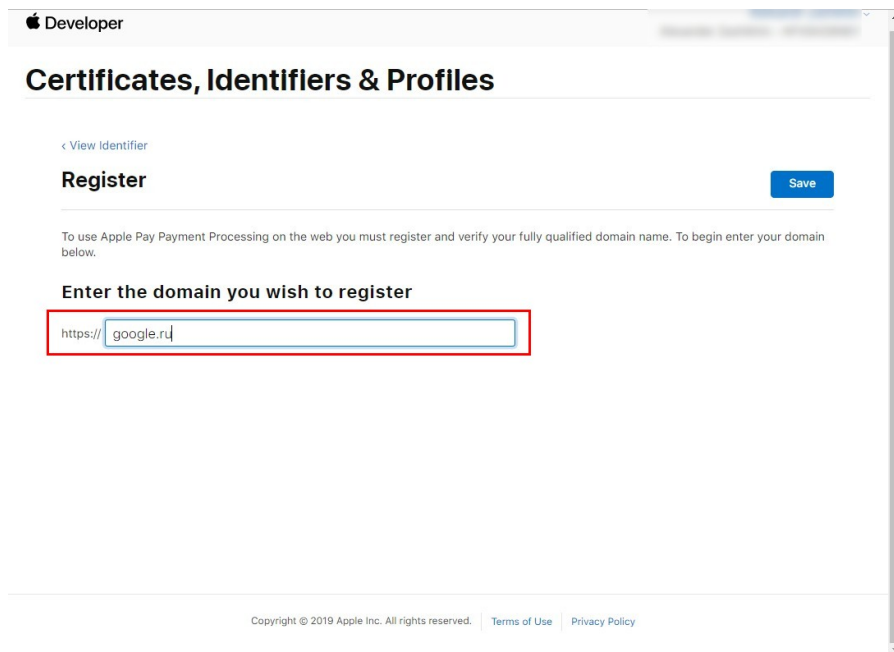 Developer
Certificates, Identifiers & Profiles
‹ View Identifier
Register
Save
To use Apple Pay Payment Processing on the web you must register and verify your fully qualified domain name. To begin enter your domain
below.
Enter the domain you wish to register
https:// google.ru
Copyright © 2019 Apple Inc. All rights reserved. Terms of Use Privacy Policy